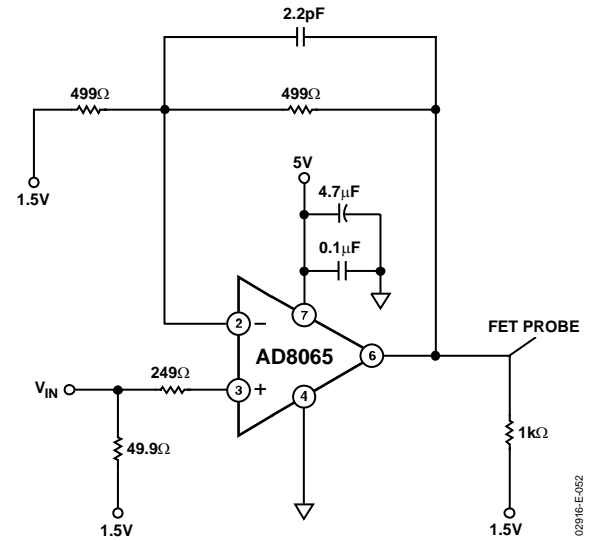 2.2pF
499Ω
499Ω
1.5V
5V
4.7μF
0.1μF
7
2
−
AD8065
6
FET PROBE
VIN
249Ω
3
+
4
49.9Ω
1kΩ
1.5V
1.5V
02916-E-052